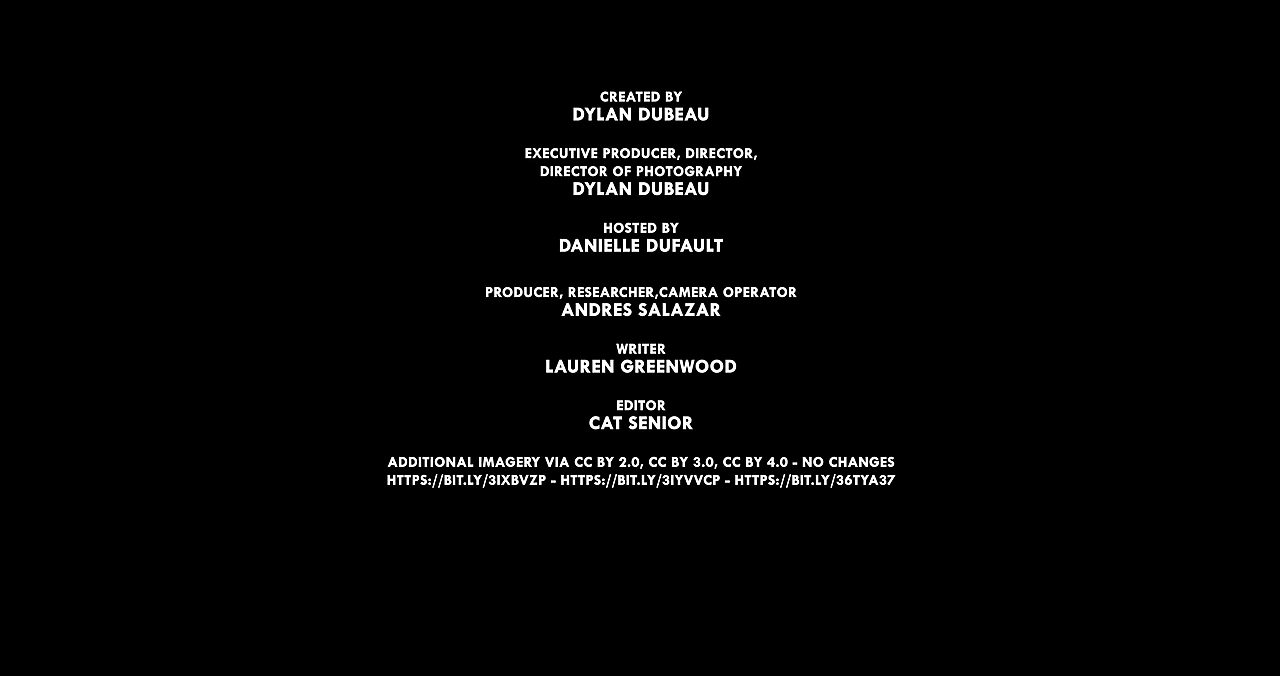 CREATED BY
DYLAN DUBEAU
EXECUTIVE PRODUCER, DIRECTOR,
DIRECTOR OF PHOTOGRAPHY
DYLAN DUBEAU
HOSTED BY
DANIELLE DUFAULT
PRODUCER, RESEARCHER,CAMERA OPERATOR
ANDRES SALAZAR
WRITER
LAUREN GREENWOOD
EDITOR
CAT SENIOR
ADDITIONAL IMAGERY VIA CC BY 2.0, CC BY 3.0, CC BY 4.0 - NO CHANGES
HTTPS://BIT.LY/3IXBVZP - HTTPS://BIT.LY/3IYVVCP - HTTPS://BIT.LY/36TYA37